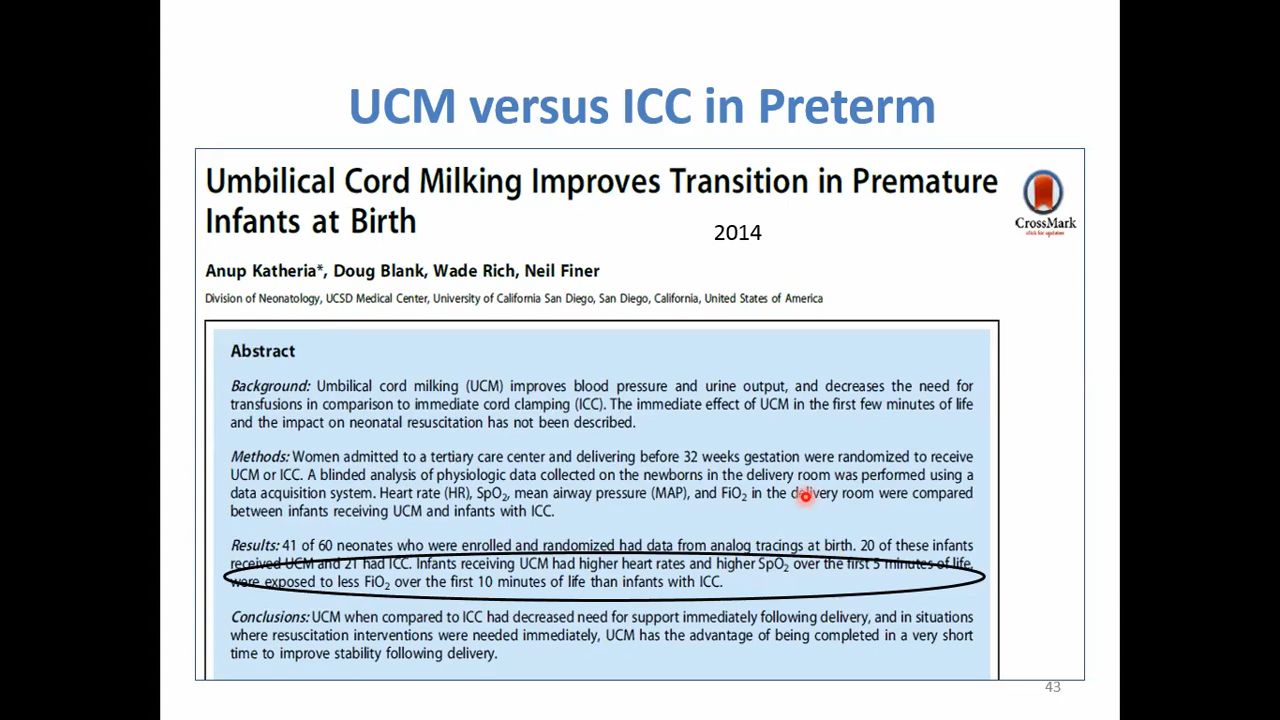 UCM versus ICC in Preterm
Umbilical Cord Milking Improves Transition in Premature
Infants at Birth
2014
CrossMark
click for updates
Anup Katheria*, Doug Blank, Wade Rich, Neil Finer
Division of Neonatology, UCSD Medical Center, University of California San Diego, San Diego, California, United States of America
Abstract
Background: Umbilical cord milking (UCM) improves blood pressure and urine output, and decreases the need for
transfusions in comparison to immediate cord clamping (ICC). The immediate effect of UCM in the first few minutes of life
and the impact on neonatal resuscitation has not been described.
Methods: Women admitted to a tertiary care center and delivering before 32 weeks gestation were randomized to receive
UCM or ICC. A blinded analysis of physiologic data collected on the newborns in the delivery room was performed using a
data acquisition system. Heart rate (HR), SpO2, mean airway pressure (MAP), and FiO2 in the delivery room were compared
between infants receiving UCM and infants with ICC.
Results: 41 of 60 neonates who were enrolled and randomized had data from analog tracings at birth. 20 of these infants
received UCM and 21 had ICC. Infants receiving UCM had higher heart rates and higher SpO2 over the first 5 minutes of life,
were exposed to less FiO2 over the first 10 minutes of life than infants with ICC.
Conclusions: UCM when compared to ICC had decreased need for support immediately following delivery, and in situations
where resuscitation interventions were needed immediately, UCM has the advantage of being completed in a very short
time to improve stability following delivery.
43